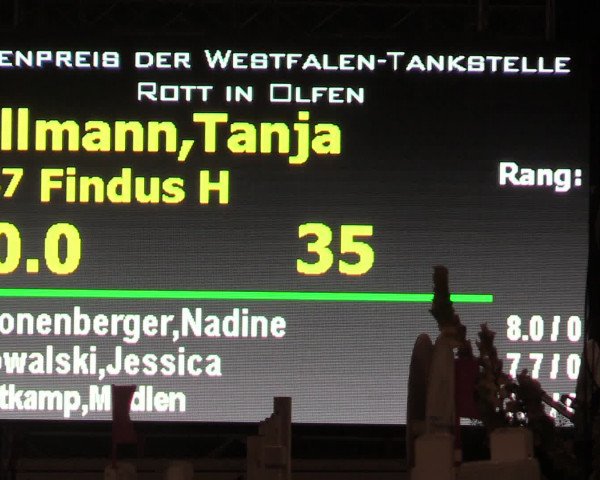 ENPREIS DER WESTFALEN-TANKSTELLE
ROTT IN OLFEN
llmann,Tanja
7 Findus H
Rang:
0.0 35
onenberger,Nadine 8.0 / 0
owalski,Jessica 7.7 / 0